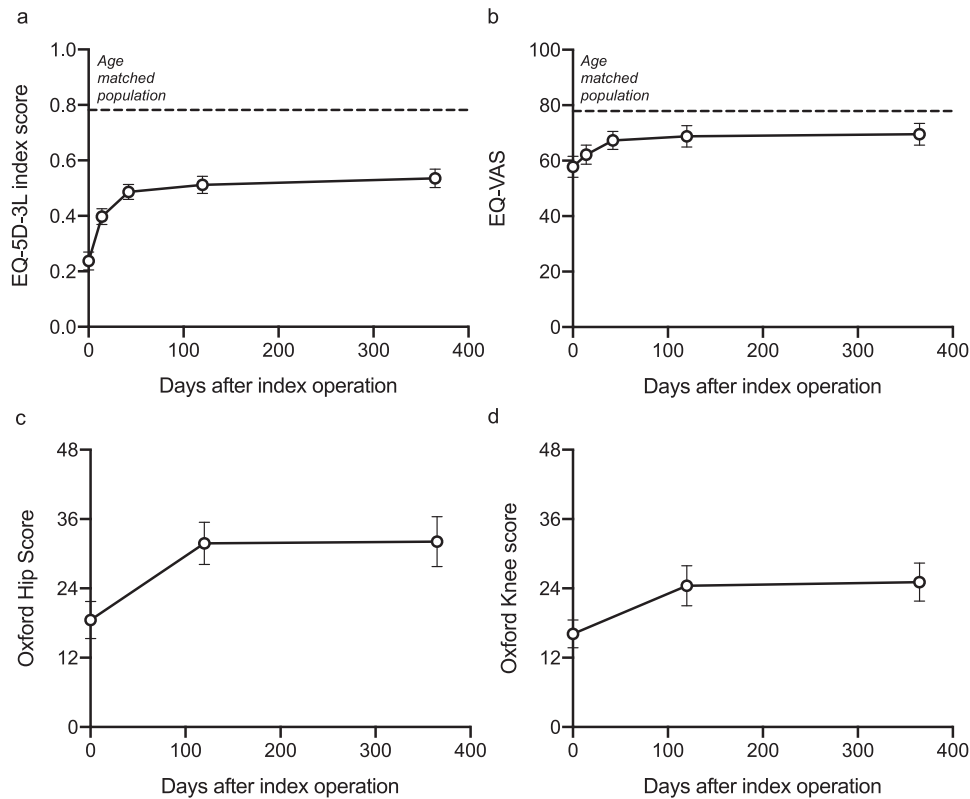 a
EQ-5D-3L index score
1.0
0.8
0.6
0.4
0.2
0.0
Age
matched
population
0 100 200 300 400
Days after index operation
b
EQ-VAS
100
80
60
40
20
0
Age
matched
population
0 100 200 300 400
Days after index operation
c
Oxford Hip Score
48
36
24
12
0
0 100 200 300 400
Days after index operation
d
Oxford Knee score
48
36
24
12
0
0 100 200 300 400
Days after index operation